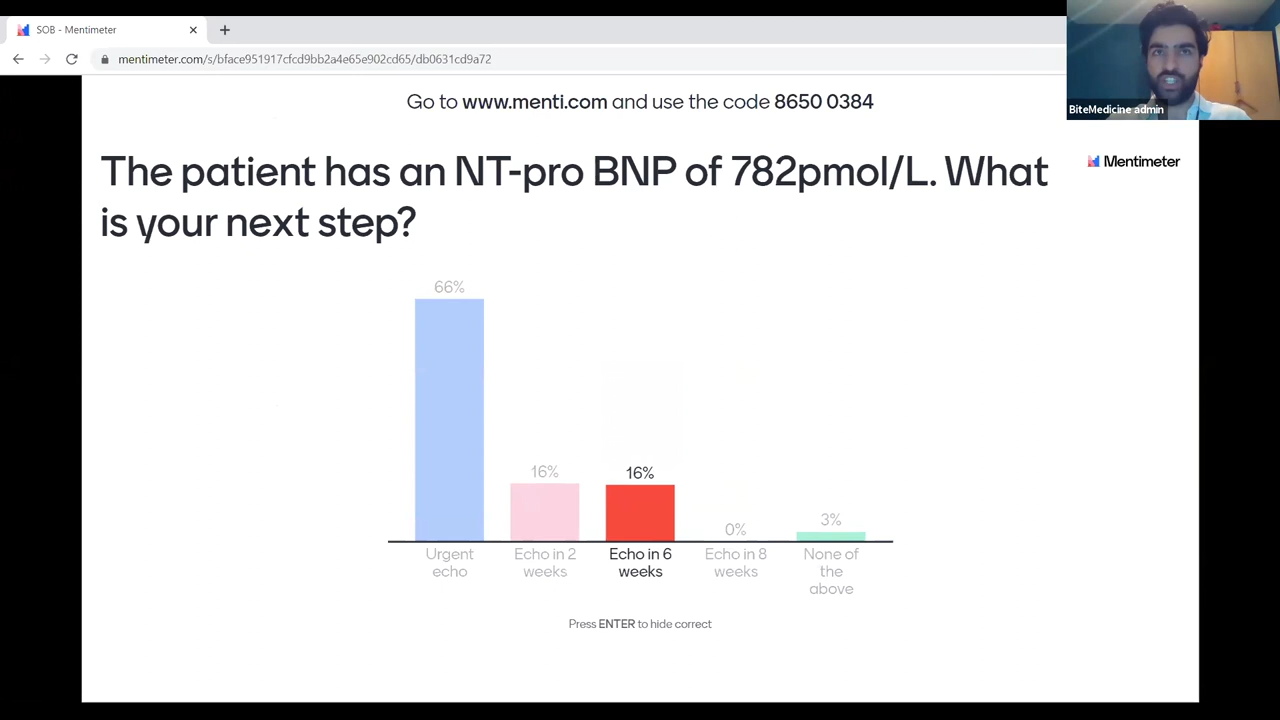 SOB - Mentimeter
mentimeter.com/s/bface951917cfcd9bb2a4e65e902cd65/db0631cd9a72
BiteMedicine admin
Go to www.menti.com and use the code 8650 0384
Mentimeter
The patient has an NT-pro BNP of 782pmol/L. What
is your next step?
66%
16%
16%
0%
3%
Urgent
echo
Echo in 2
weeks
Echo in 6
weeks
Echo in 8
weeks
None of
the
above
Press ENTER to hide correct